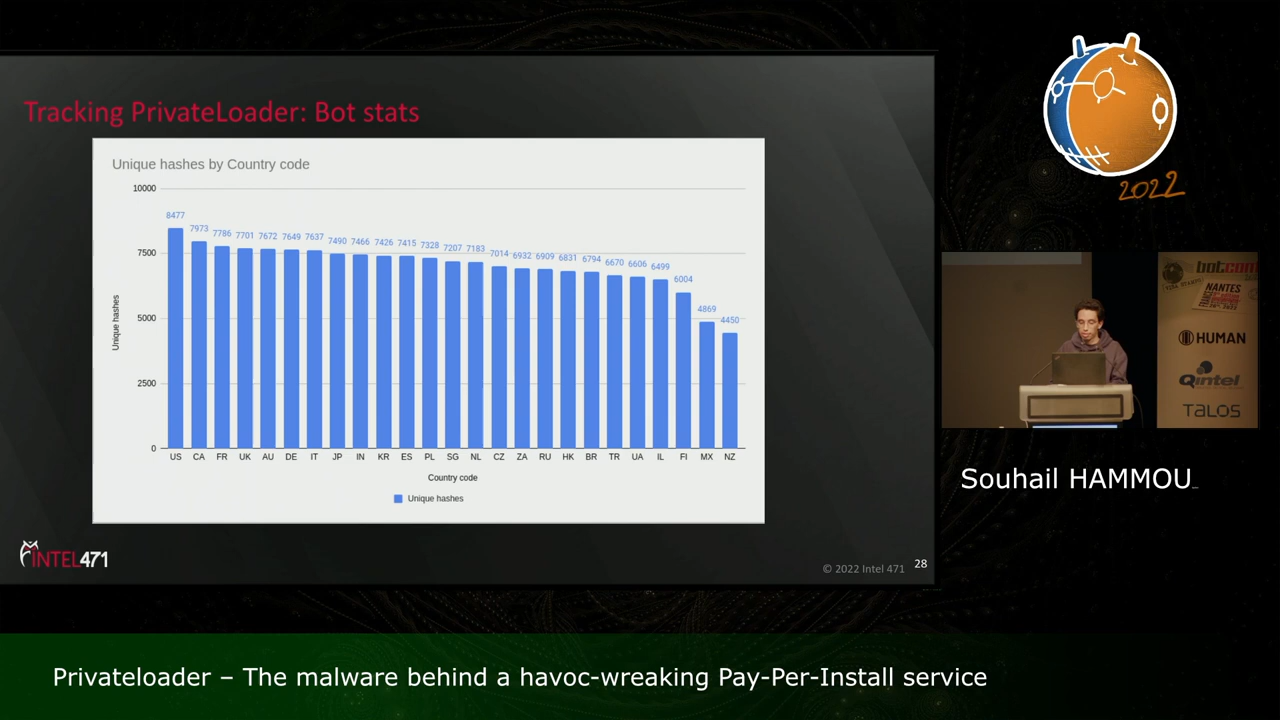 Tracking PrivateLoader: Bot stats
Unique hashes by Country code
10000
7500
5000
2500
0
Unique hashes
8477 7973 7786 7701 7672 7649 7637 7490 7466 7426 7415 7328 7207 7183 7014 6932 6909 6831 6794 6670 6606 6499 6004 4869 4450
US CA FR UK AU DE IT JP IN KR ES PL SG NL CZ ZA RU HK BR TR UA IL FI MX NZ
Country code
Unique hashes
INTEL471
© 2022 Intel 471 28
2022
botcon
NANTES
HUMAN
Qintel
TALOS
Souhail HAMMOU_
Privateloader – The malware behind a havoc-wreaking Pay-Per-Install service